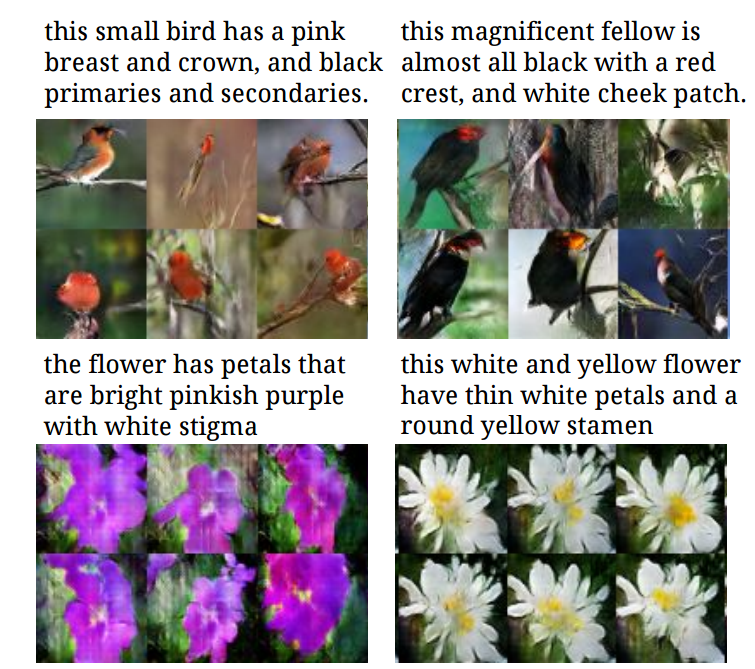 this small bird has a pink
breast and crown, and black
primaries and secondaries.
this magnificent fellow is
almost all black with a red
crest, and white cheek patch.
the flower has petals that
are bright pinkish purple
with white stigma
this white and yellow flower
have thin white petals and a
round yellow stamen